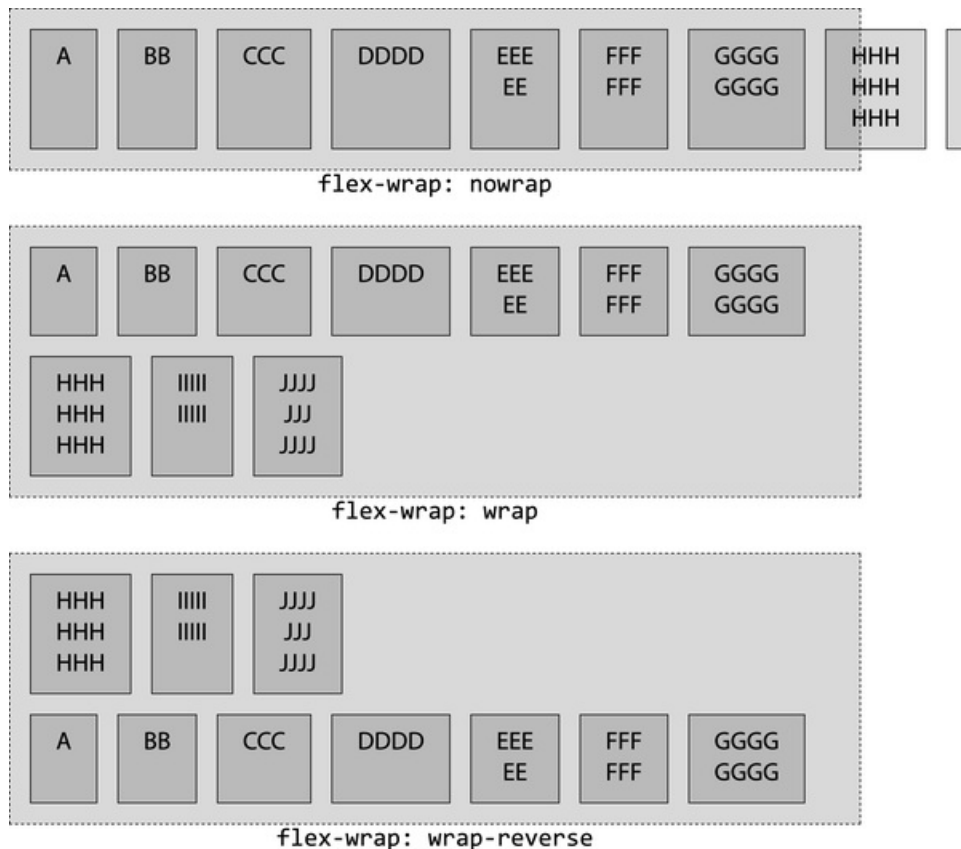 A BB CCC DDDD EEE FFF GGGG HHH
EE FFF GGGG HHH
HHH
flex-wrap: nowrap
A BB CCC DDDD EEE FFF GGGG
EE FFF GGGG
HHH IIIII JJJJ
HHH IIIII JJJ
HHH JJJJ
flex-wrap: wrap
HHH IIIII JJJJ
HHH IIIII JJJ
HHH JJJJ
A BB CCC DDDD EEE FFF GGGG
EE FFF GGGG
flex-wrap: wrap-reverse